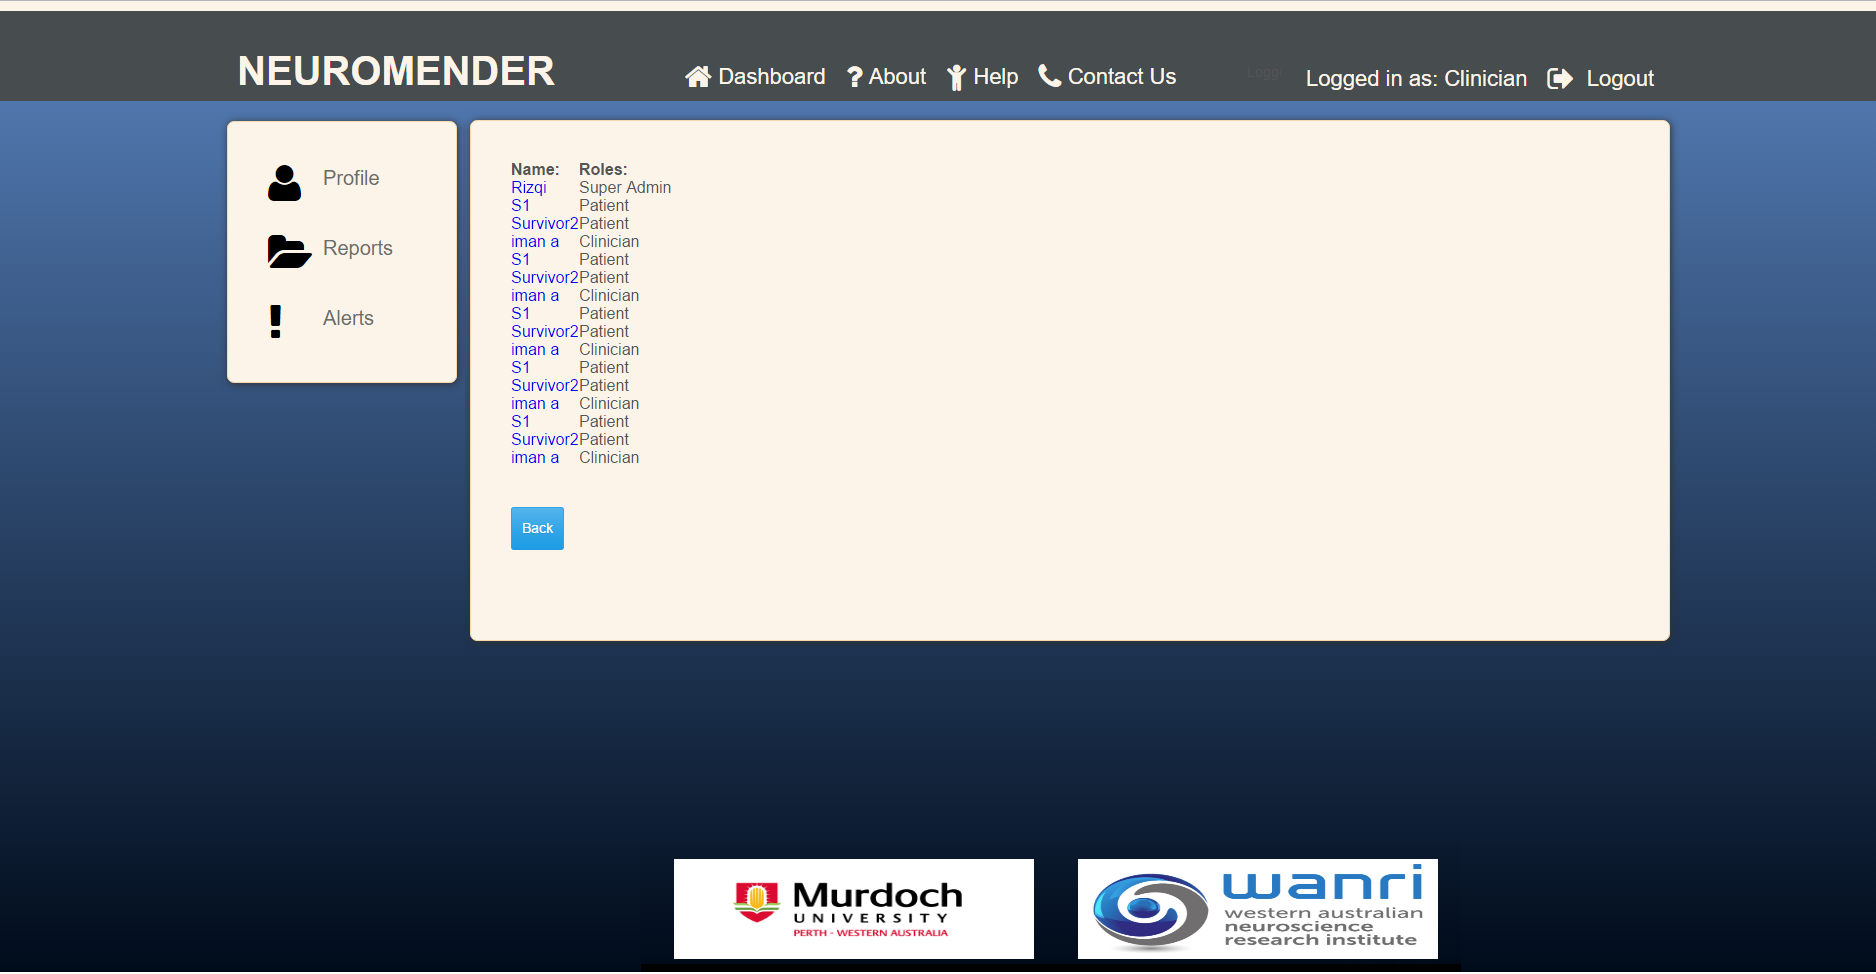 NEUROMENDER
Dashboard ? About Help Contact Us
Logged in as: Clinician Logout
Profile
Reports
! Alerts
Name: Roles:
Rizqi Super Admin
S1 Patient
Survivor2 Patient
iman a Clinician
S1 Patient
Survivor2 Patient
iman a Clinician
S1 Patient
Survivor2 Patient
iman a Clinician
S1 Patient
Survivor2 Patient
iman a Clinician
S1 Patient
Survivor2 Patient
iman a Clinician
Back
Murdoch
UNIVERSITY
PERTH - WESTERN AUSTRALIA
wanri
western australian
neuroscience
research institute